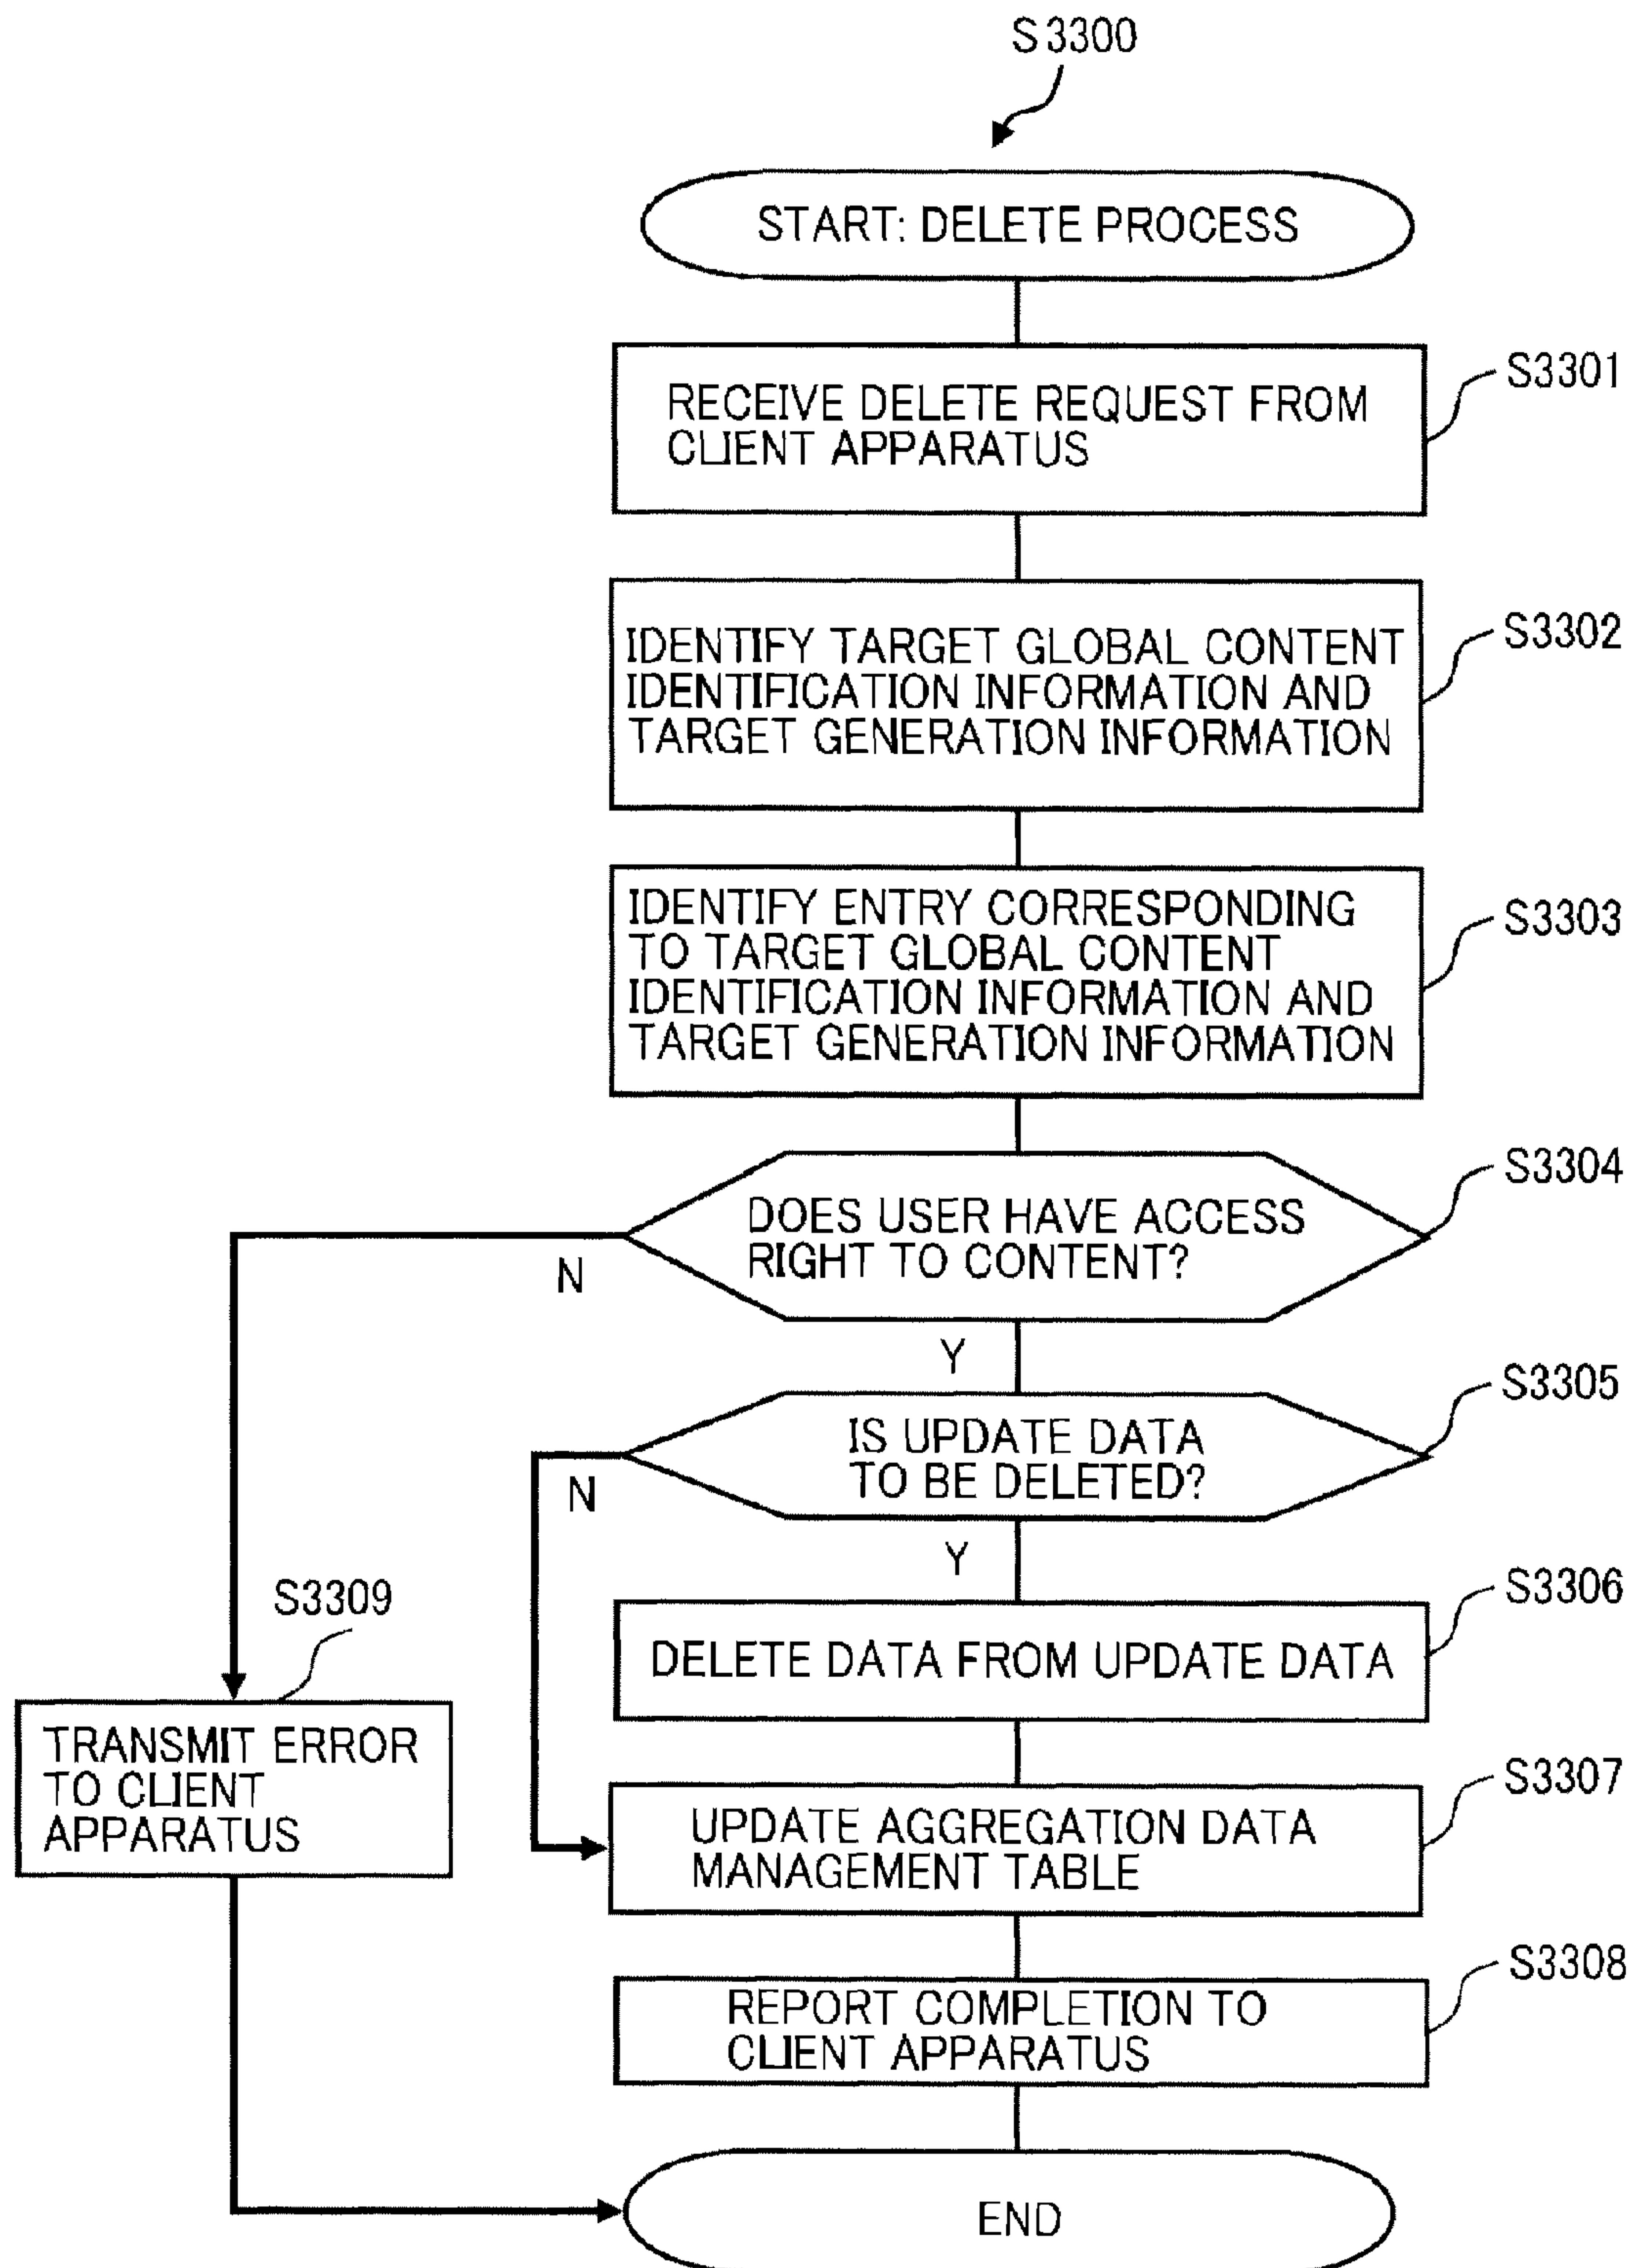 S3300
START: DELETE PROCESS
S3301
RECEIVE DELETE REQUEST FROM
CLIENT APPARATUS
S3302
IDENTIFY TARGET GLOBAL CONTENT
IDENTIFICATION INFORMATION AND
TARGET GENERATION INFORMATION
S3303
IDENTIFY ENTRY CORRESPONDING
TO TARGET GLOBAL CONTENT
IDENTIFICATION INFORMATION AND
TARGET GENERATION INFORMATION
S3304
DOES USER HAVE ACCESS
RIGHT TO CONTENT?
N
Y
S3305
IS UPDATE DATA
TO BE DELETED?
N
Y
S3306
DELETE DATA FROM UPDATE DATA
S3309
TRANSMIT ERROR
TO CLIENT
APPARATUS
S3307
UPDATE AGGREGATION DATA
MANAGEMENT TABLE
S3308
REPORT COMPLETION TO
CLIENT APPARATUS
END